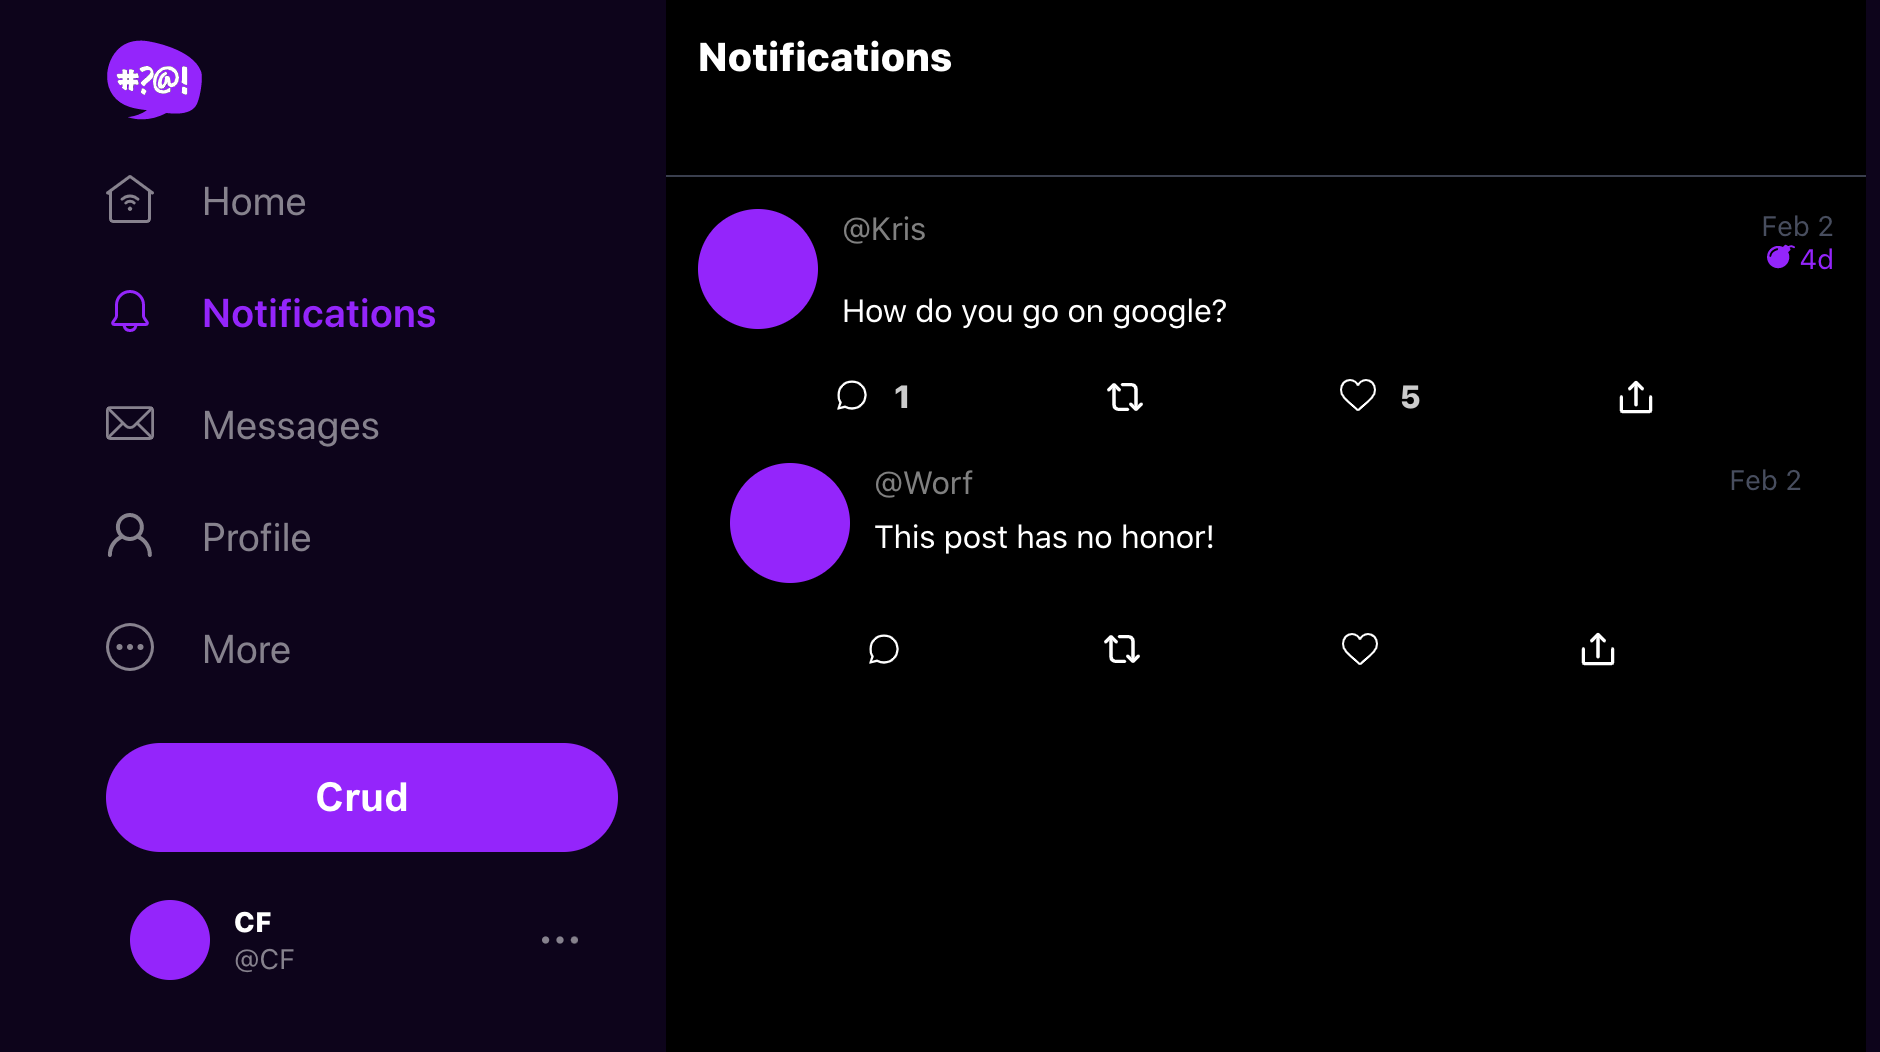 #?@!
Home
Notifications
Messages
Profile
More
Crud
CF
@CF
Notifications
@Kris
Feb 2
4d
How do you go on google?
1
5
@Worf
Feb 2
This post has no honor!